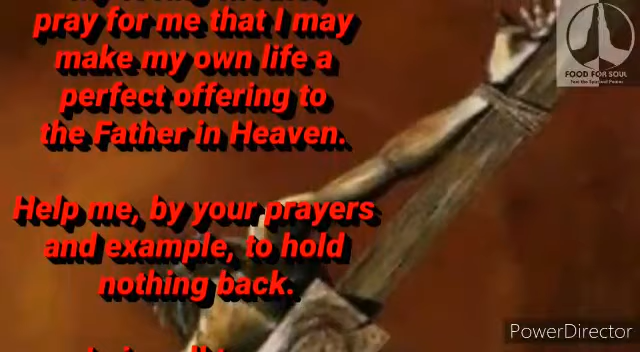 pray for me that I may
make my own life a
perfect offering to
the Father in Heaven.
Help me, by your prayers
and example, to hold
nothing back.
FOOD FOR SOUL
PowerDirector